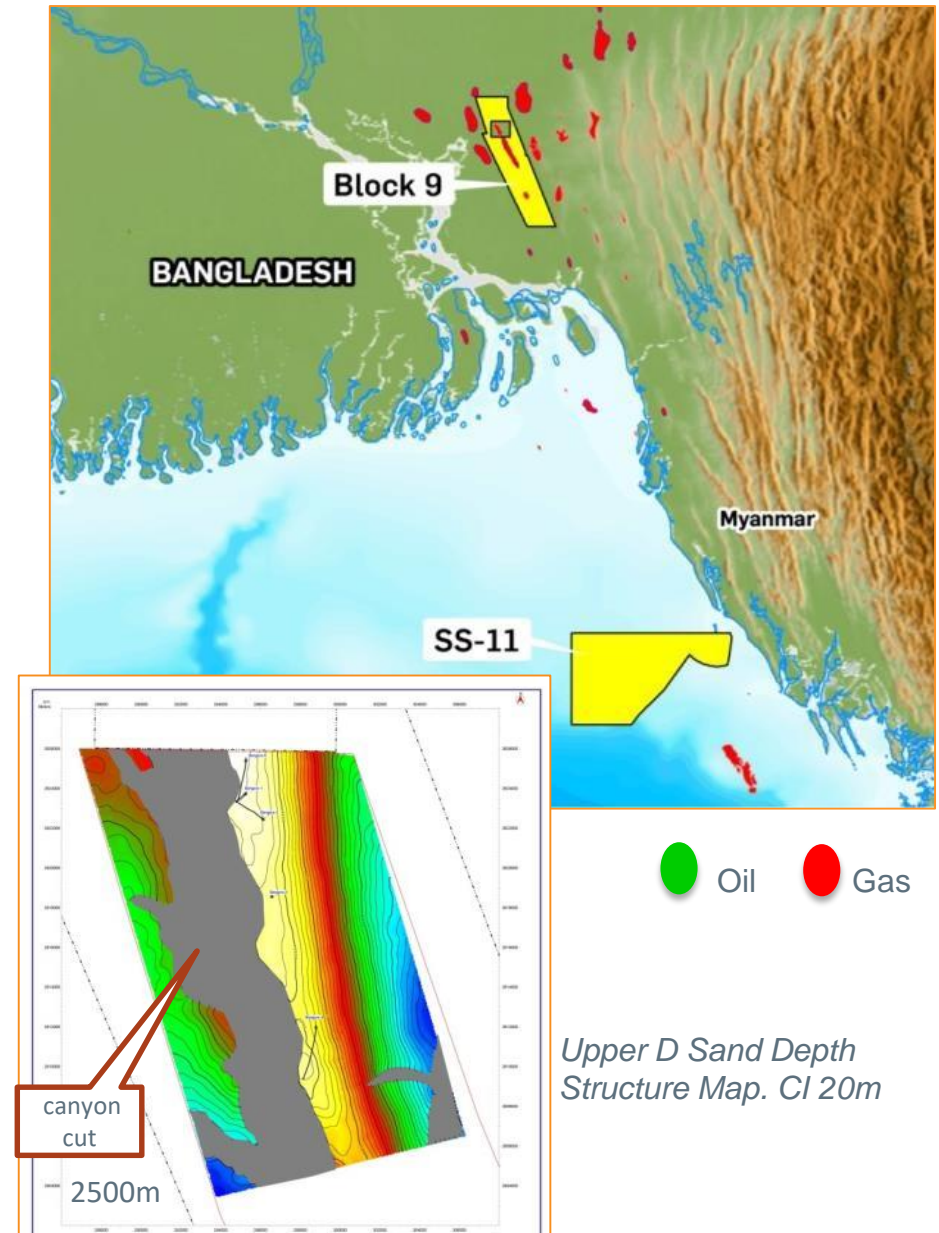 Block 9
BANGLADESH
Myanmar
SS-11
Oil
Gas
canyon
cut
2500m
Upper D Sand Depth
Structure Map. CI 20m